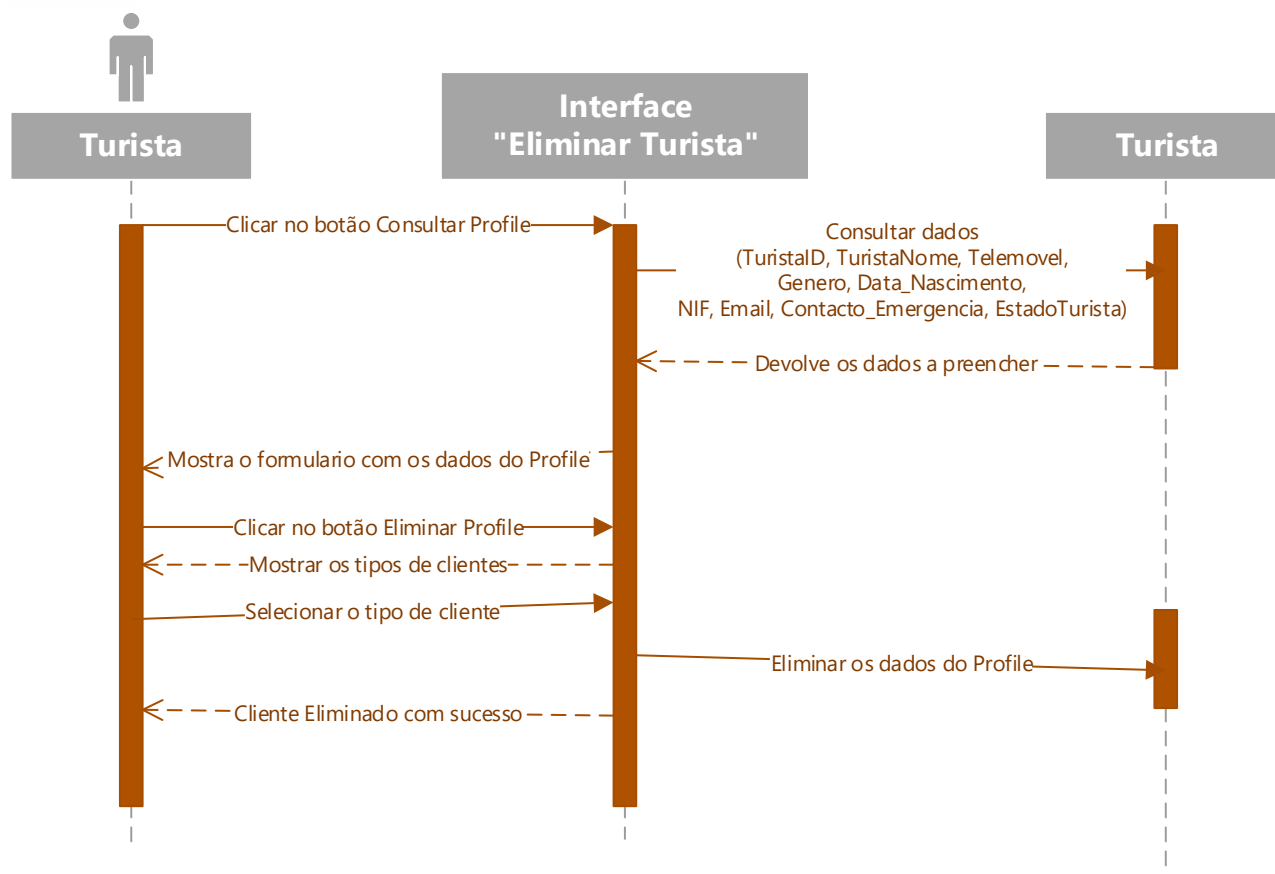 Turista
Interface
"Eliminar Turista"
Turista
Clicar no botão Consultar Profile
Consultar dados
(TuristaID, TuristaNome, Telemovel,
Genero, Data_Nascimento,
NIF, Email, Contacto_Emergencia, EstadoTurista)
Devolve os dados a preencher
Mostra o formulario com os dados do Profile
Clicar no botão Eliminar Profile
Mostrar os tipos de clientes
Selecionar o tipo de cliente
Eliminar os dados do Profile
Cliente Eliminado com sucesso